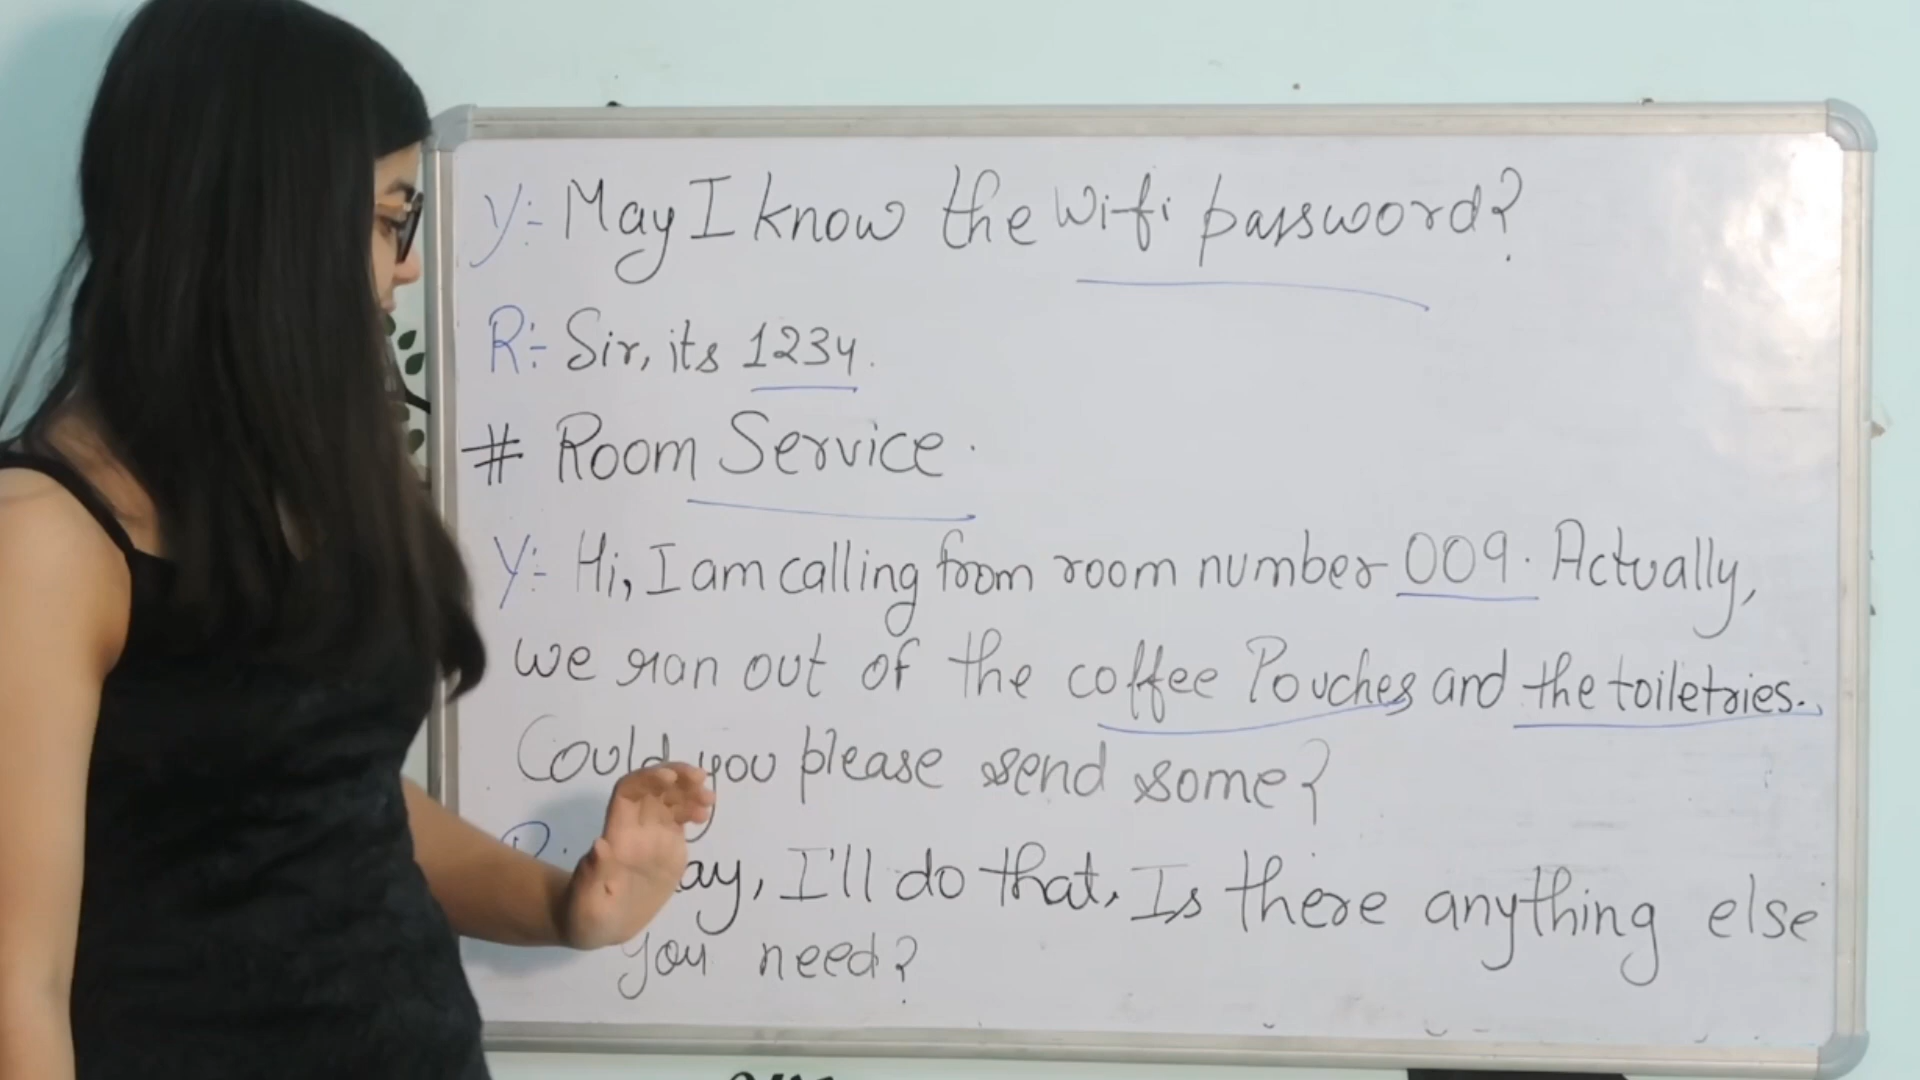 Y:- May I know the Wifi password?
R:- Sir, its 1234.
# Room Service.
Y:- Hi, I am calling from room number 009. Actually,
we ran out of the coffee Pouches and the toiletries.
Could you please send some?
I'll do that, Is there anything else
you need?